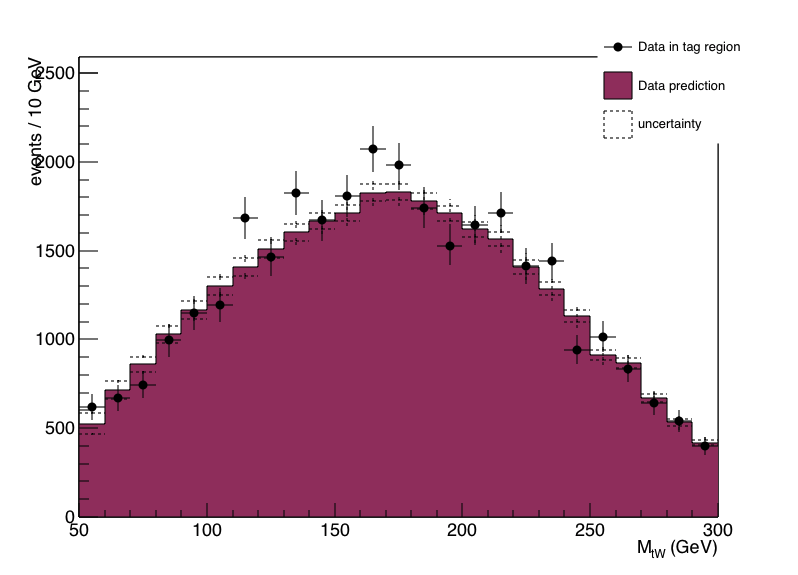 Data in tag region
Data prediction
uncertainty
events / 10 GeV
2500
2000
1500
1000
500
0
50 100 150 200 250 300
MtW (GeV)